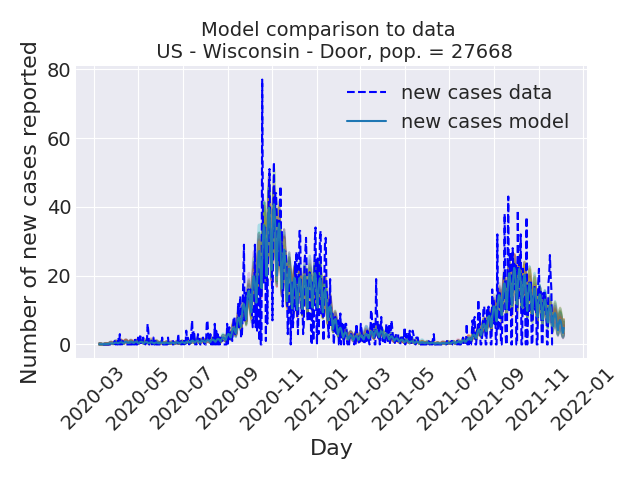 Model comparison to data
US - Wisconsin - Door, pop. = 27668
Number of new cases reported
80
60
40
20
0
new cases data
new cases model
2020-03
2020-05
2020-07
2020-09
2020-11
2021-01
2021-03
2021-05
2021-07
2021-09
2021-11
2022-01
Day